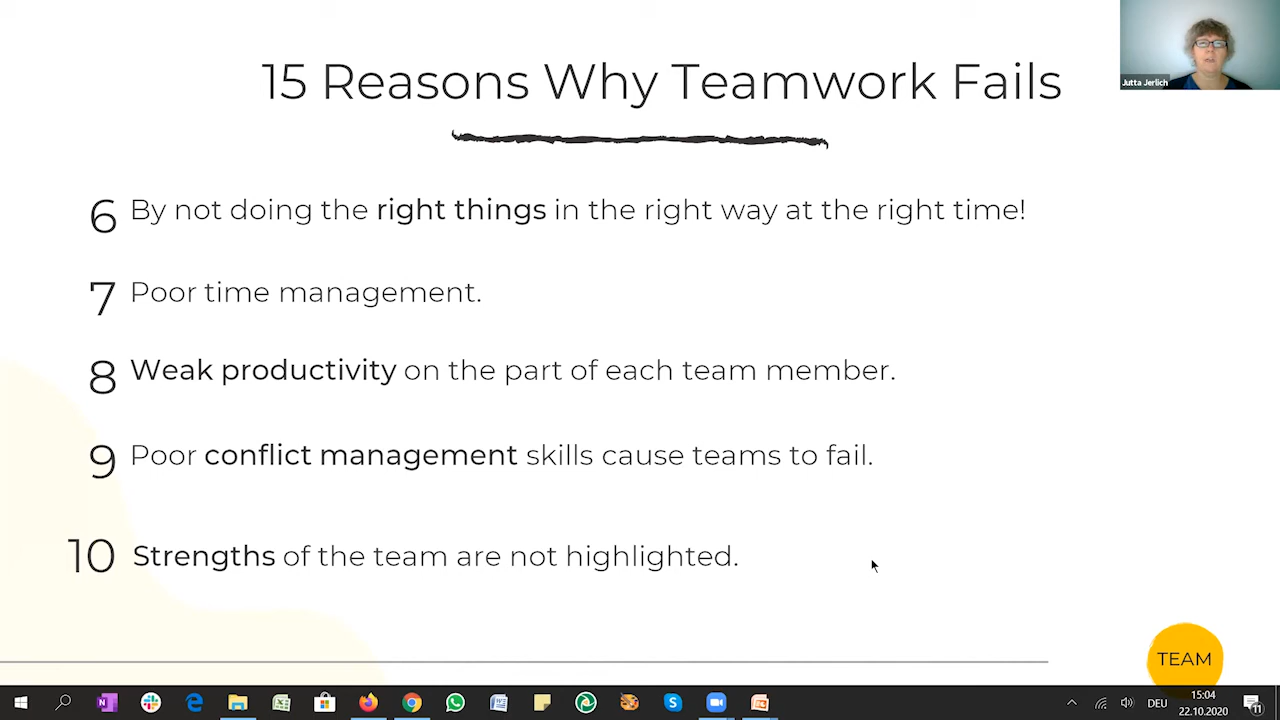 15 Reasons Why Teamwork Fails
Jutta Jerlich
6 By not doing the right things in the right way at the right time!
7 Poor time management.
8 Weak productivity on the part of each team member.
9 Poor conflict management skills cause teams to fail.
10 Strengths of the team are not highlighted.
TEAM
DEU
15:04
22.10.2020
11